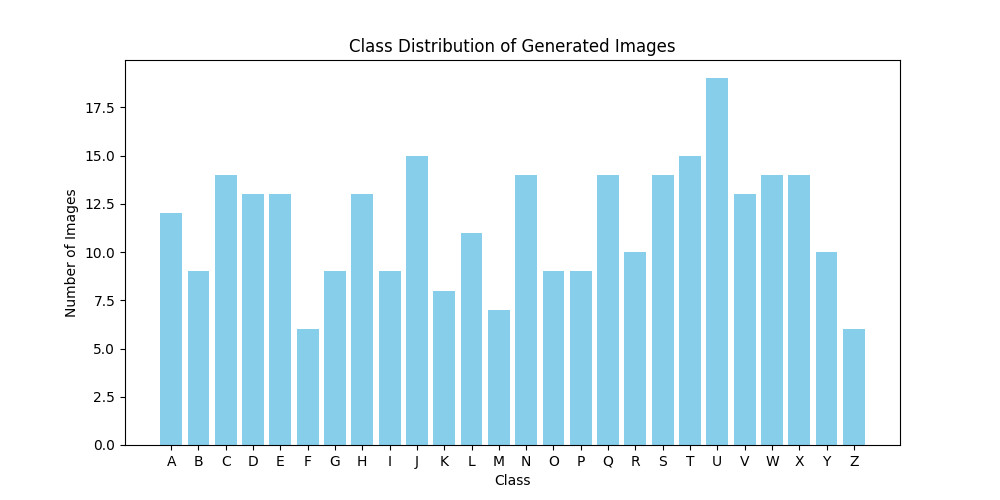 Class Distribution of Generated Images
Number of Images
17.5
15.0
12.5
10.0
7.5
5.0
2.5
0.0
A B C D E F G H I J K L M N O P Q R S T U V W X Y Z
Class